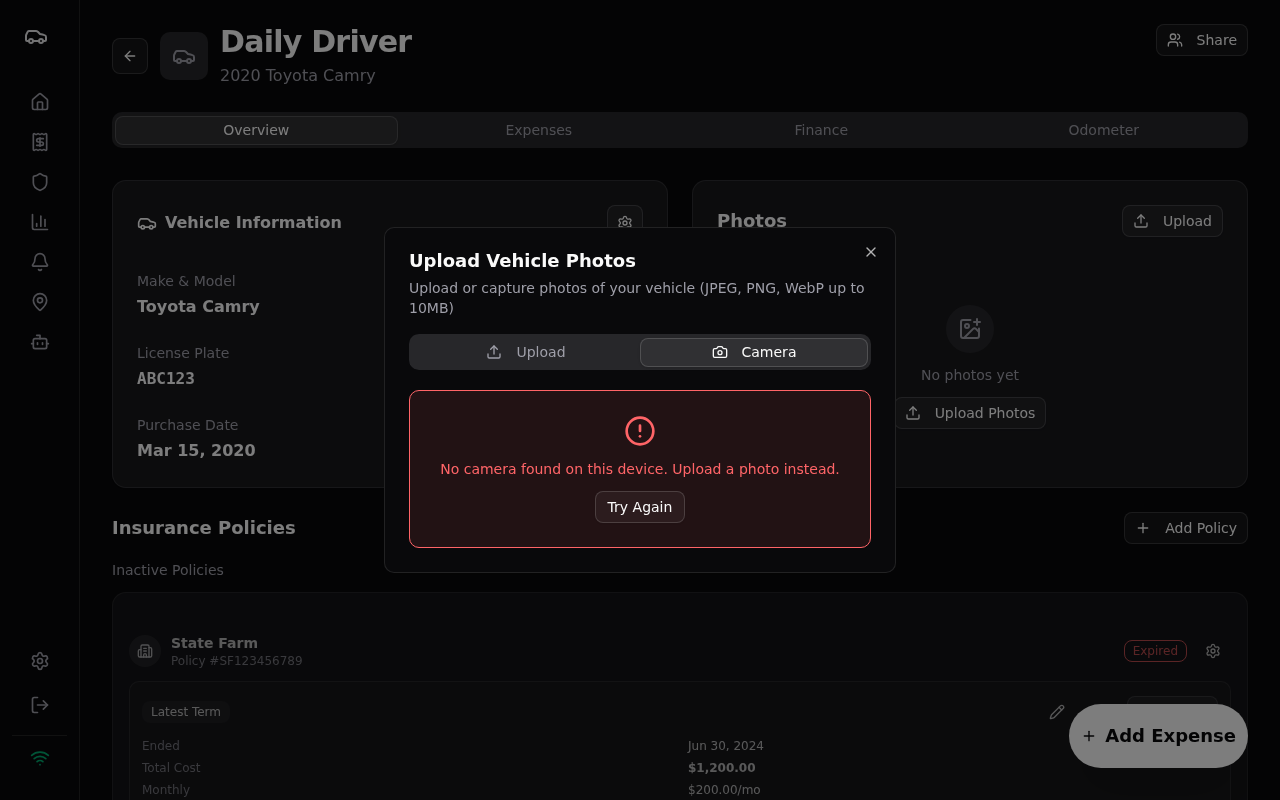 Daily Driver
2020 Toyota Camry
Share
Overview
Expenses
Finance
Odometer
Vehicle Information
Photos
Upload
Make & Model
Toyota Camry
License Plate
ABC123
Purchase Date
Mar 15, 2020
Upload Vehicle Photos
Upload or capture photos of your vehicle (JPEG, PNG, WebP up to
10MB)
Upload
Camera
No camera found on this device. Upload a photo instead.
Try Again
No photos yet
Upload Photos
Insurance Policies
Add Policy
Inactive Policies
State Farm
Policy #SF123456789
Expired
Latest Term
Ended
Jun 30, 2024
Total Cost
$1,200.00
Monthly
$200.00/mo
Add Expense